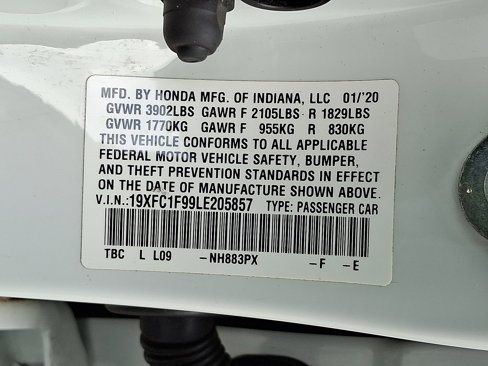 MFD. BY HONDA MFG. OF INDIANA, LLC 01/'20
GVWR 3902LBS GAWR F 2105LBS R 1829LBS
GVWR 1770KG GAWR F 955KG R 830KG
THIS VEHICLE CONFORMS TO ALL APPLICABLE
FEDERAL MOTOR VEHICLE SAFETY, BUMPER,
AND THEFT PREVENTION STANDARDS IN EFFECT
ON THE DATE OF MANUFACTURE SHOWN ABOVE.
V.I.N.:19XFC1F99LE205857 TYPE: PASSENGER CAR
TBC L L09 -NH883PX -F -E